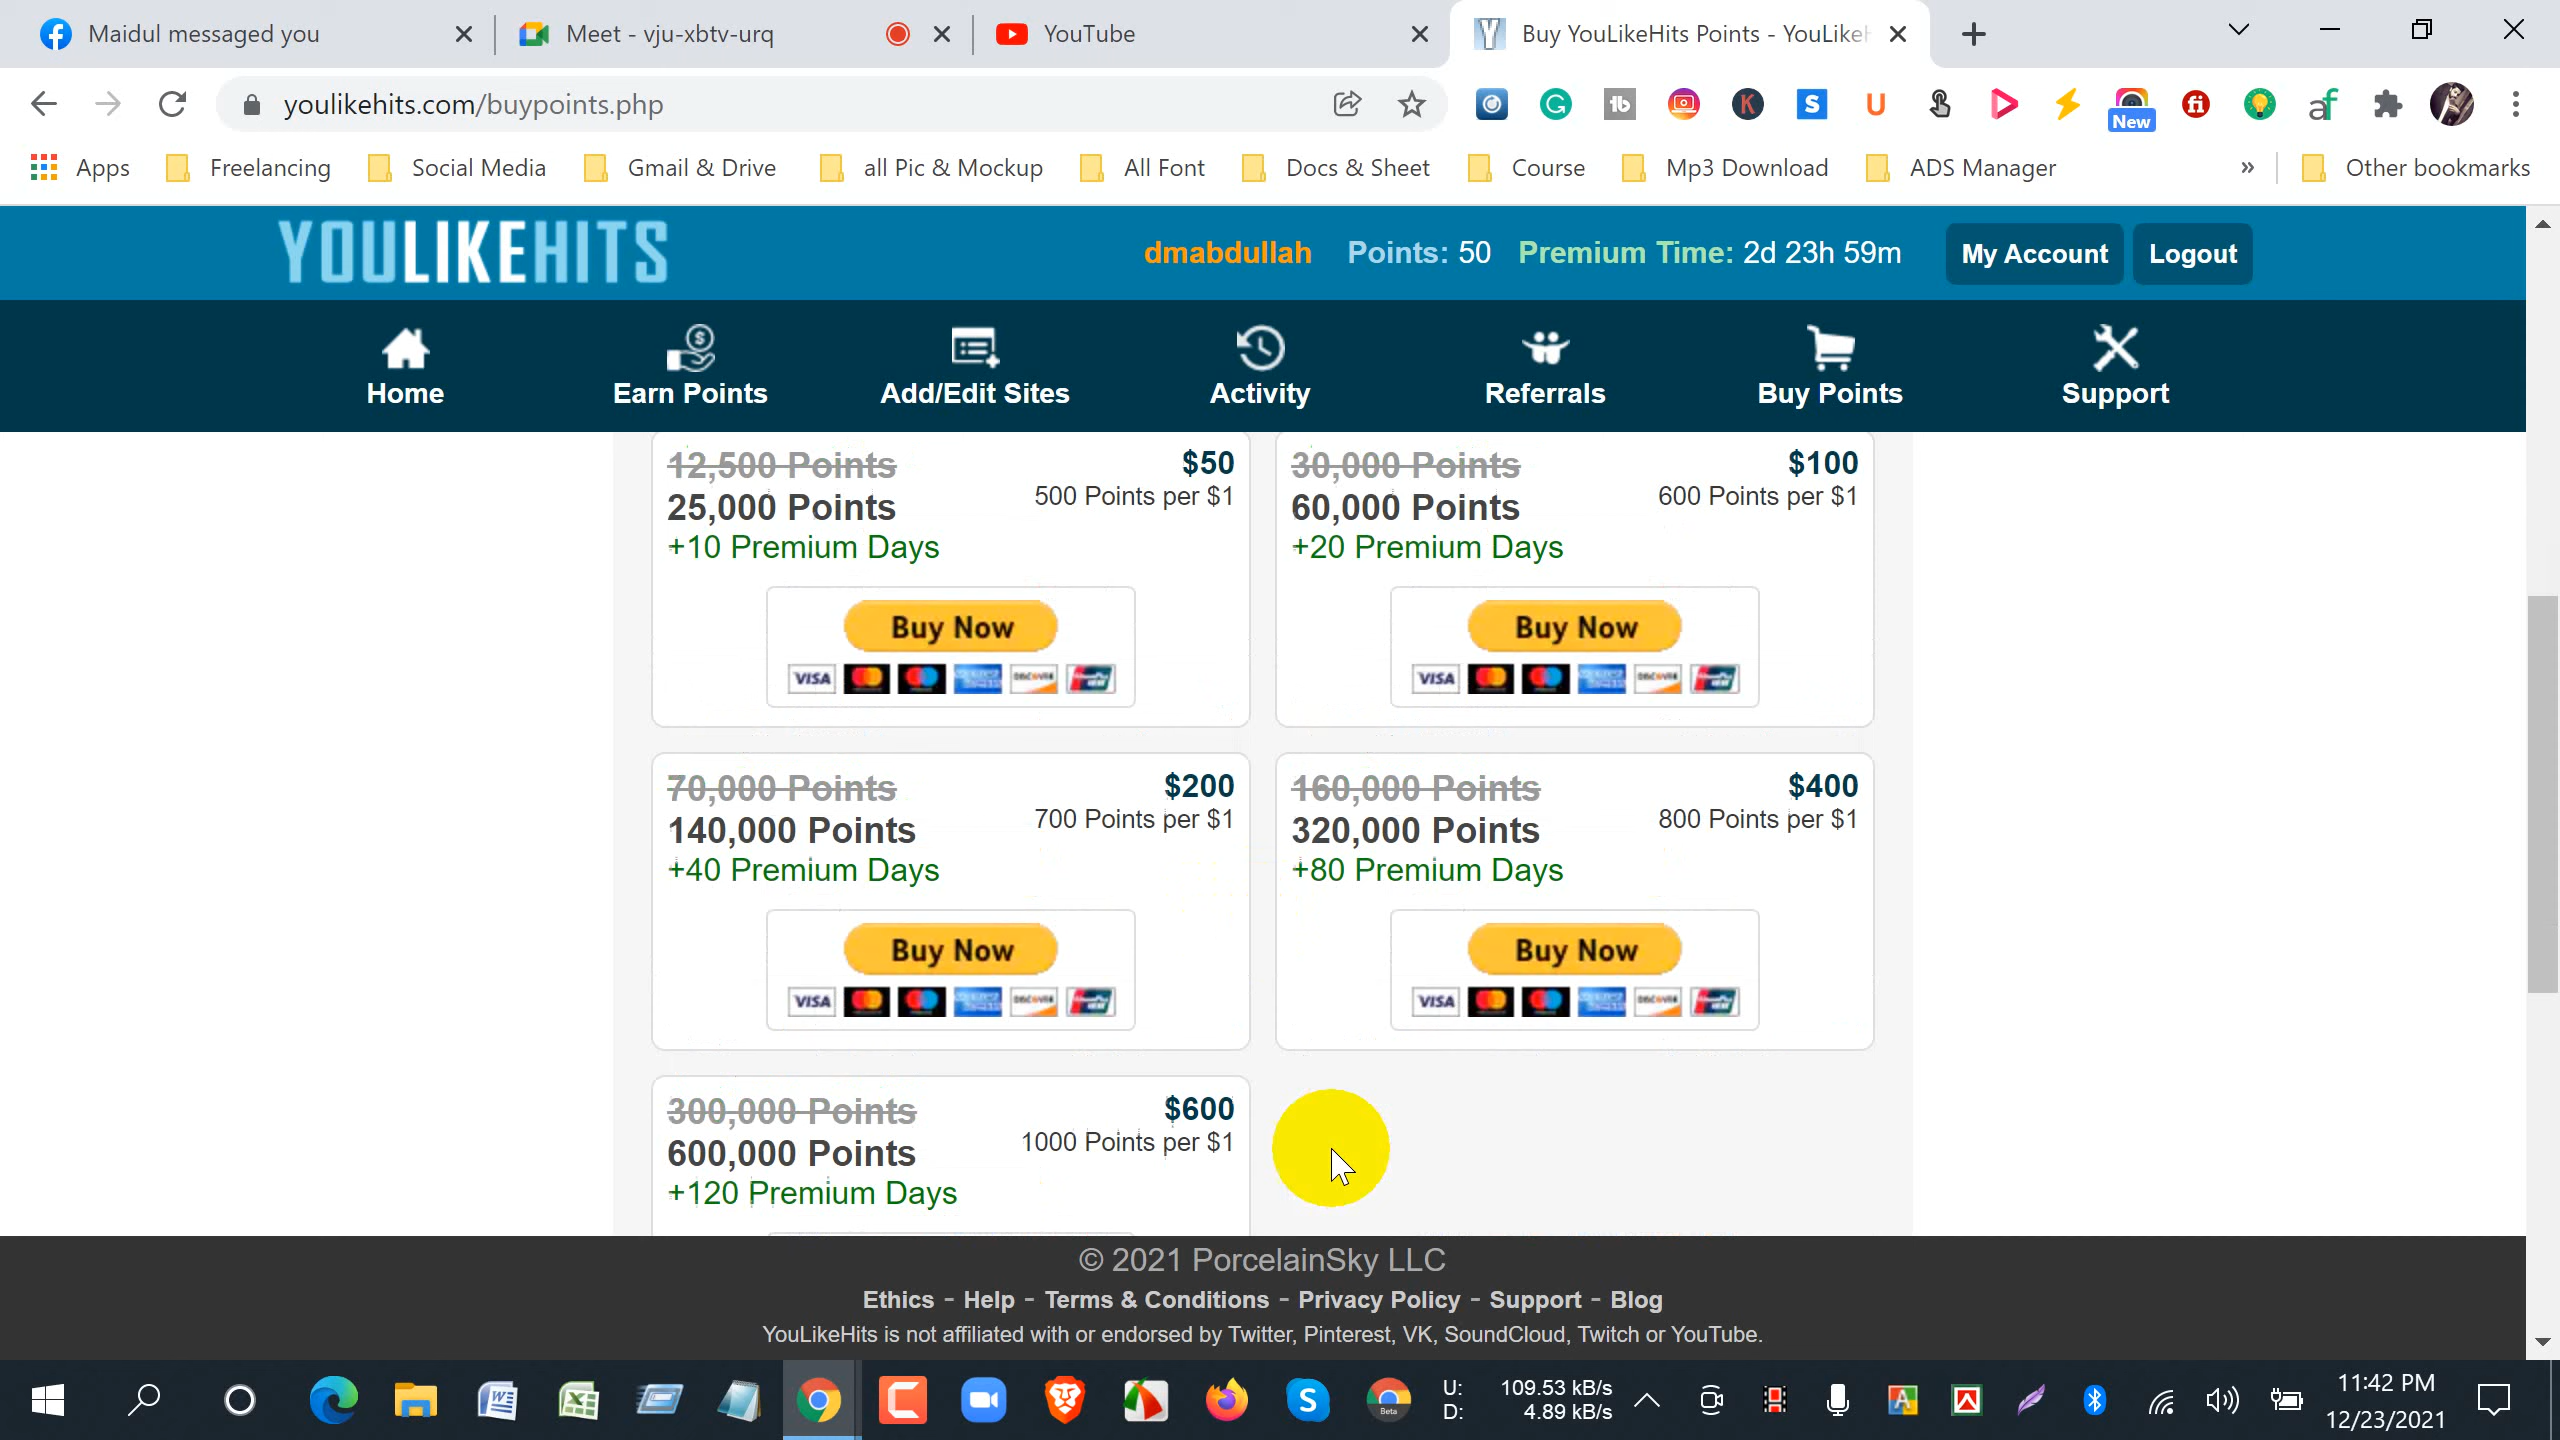 Maidul messaged you
Meet - vju-xbtv-urq
YouTube
Buy YouLikeHits Points - YouLikeH
youlikehits.com/buypoints.php
New
Apps
Freelancing
Social Media
Gmail & Drive
all Pic & Mockup
All Font
Docs & Sheet
Course
Mp3 Download
ADS Manager
»
Other bookmarks
YOULIKEHITS
dmabdullah Points: 50 Premium Time: 2d 23h 59m
My Account
Logout
Home
Earn Points
Add/Edit Sites
Activity
Referrals
Buy Points
Support
12,500 Points
$50
25,000 Points
500 Points per $1
+10 Premium Days
Buy Now
VISA
30,000 Points
$100
60,000 Points
600 Points per $1
+20 Premium Days
Buy Now
VISA
70,000 Points
$200
140,000 Points
700 Points per $1
+40 Premium Days
Buy Now
VISA
160,000 Points
$400
320,000 Points
800 Points per $1
+80 Premium Days
Buy Now
VISA
300,000 Points
$600
600,000 Points
1000 Points per $1
+120 Premium Days
© 2021 PorcelainSky LLC
Ethics - Help - Terms & Conditions - Privacy Policy - Support - Blog
YouLikeHits is not affiliated with or endorsed by Twitter, Pinterest, VK, SoundCloud, Twitch or YouTube.
U: 109.53 kB/s
D: 4.89 kB/s
11:42 PM
12/23/2021